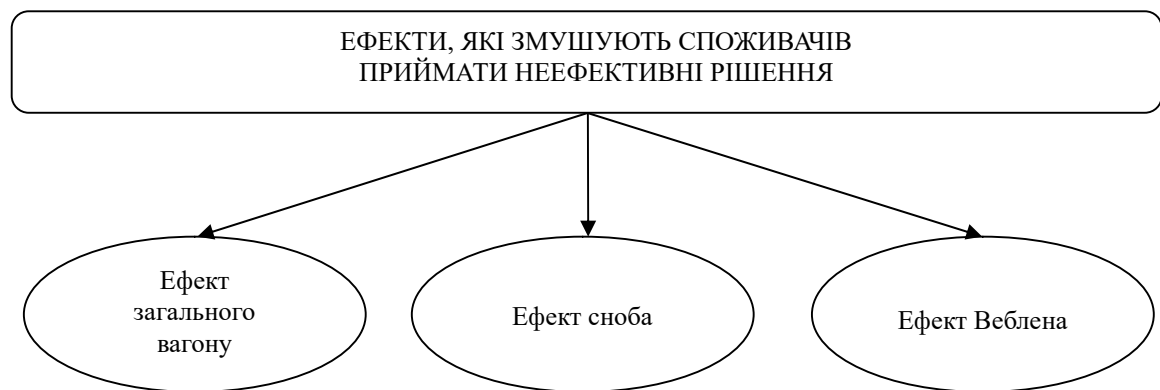 ЕФЕКТИ, ЯКІ ЗМУШУЮТЬ СПОЖИВАЧІВ
ПРИЙМАТИ НЕЕФЕКТИВНІ РІШЕННЯ
Ефект
загального
вагону
Ефект сноба
Ефект Веблена